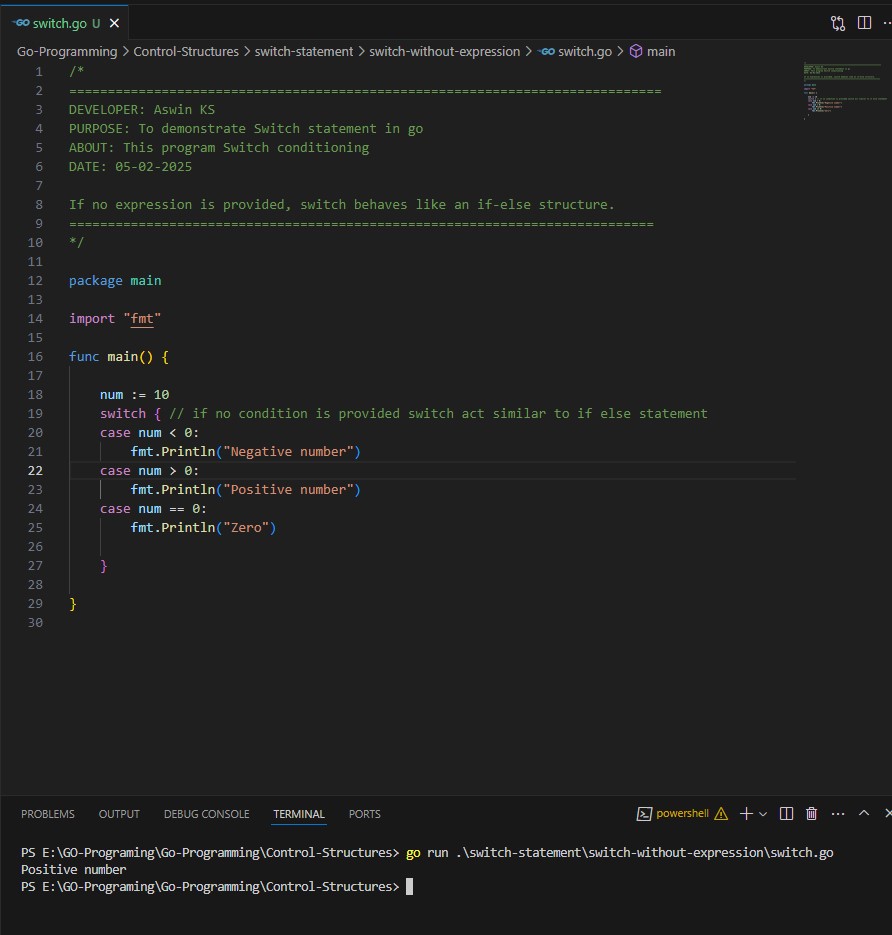 switch.go U
Go-Programming > Control-Structures > switch-statement > switch-without-expression > switch.go > main
1 /*
2 =============================================================================
3 DEVELOPER: Aswin KS
4 PURPOSE: To demonstrate Switch statement in go
5 ABOUT: This program Switch conditioning
6 DATE: 05-02-2025
7
8 If no expression is provided, switch behaves like an if-else structure.
9 ============================================================================
10 */
11
12 package main
13
14 import "fmt"
15
16 func main() {
17
18     num := 10
19     switch { // if no condition is provided switch act similar to if else statement
20     case num < 0:
21         fmt.Println("Negative number")
22     case num > 0:
23         fmt.Println("Positive number")
24     case num == 0:
25         fmt.Println("Zero")
26
27     }
28
29 }
30
PROBLEMS OUTPUT DEBUG CONSOLE TERMINAL PORTS powershell
PS E:\GO-Programing\Go-Programming\Control-Structures> go run .\switch-statement\switch-without-expression\switch.go
Positive number
PS E:\GO-Programing\Go-Programming\Control-Structures>